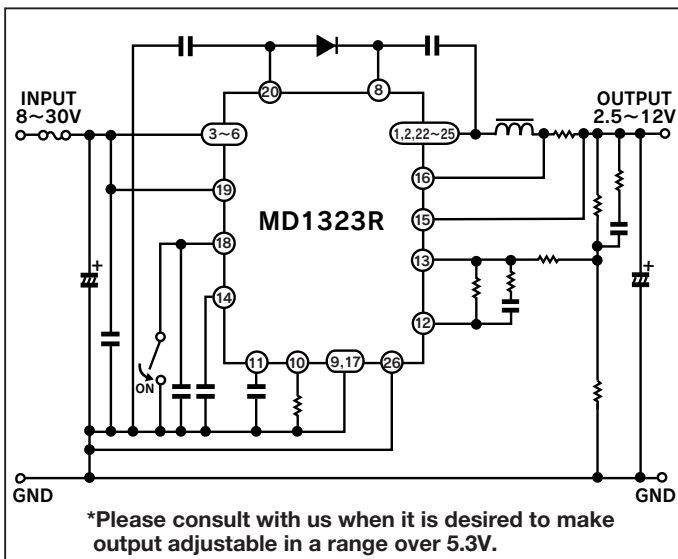 INPUT
8~30V
OUTPUT
2.5~12V
20
8
3~6
1,2,22~25
19
16
MD1323R
15
18
13
14
12
11
10
9,17
26
+
+
ON
GND
GND
*Please consult with us when it is desired to make
output adjustable in a range over 5.3V.